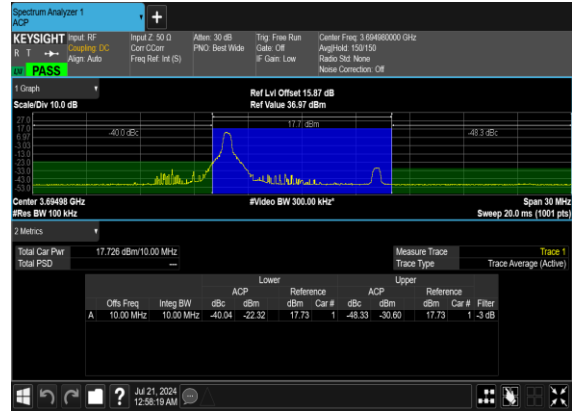 Spectrum Analyzer 1
ACP
+
KEYSIGHT Input: RF Input Z: 50 Ω Atten: 30 dB Trig: Free Run Center Freq: 3.694980000 GHz
R T Coupling: DC Corr CCorr PNO: Best Wide Gate: Off Avg|Hold: 150/150
Align: Auto Freq Ref: Int (S) IF Gain: Low Radio Std: None
PASS Noise Correction: Off
1 Graph Ref Lvl Offset 15.87 dB
Scale/Div 10.0 dB Ref Value 36.97 dBm
27.0
17.0
6.97
-3.03
-13.0
-23.0
-33.0
-43.0
-53.0
-40.0 dBc 17.7 dBm -48.3 dBc
Center 3.69498 GHz #Video BW 300.00 kHz* Span 30 MHz
#Res BW 100 kHz Sweep 20.0 ms (1001 pts)
2 Metrics
Total Car Pwr 17.726 dBm/10.00 MHz Measure Trace Trace 1
Total PSD --- Trace Type Trace Average (Active)
Lower Upper
ACP Reference ACP Reference
Offs Freq Integ BW dBc dBm dBm Car # dBc dBm dBm Car # Filter
A 10.00 MHz 10.00 MHz -40.04 -22.32 17.73 1 -48.33 -30.60 17.73 1 -3 dB
? Jul 21, 2024
12:58:19 AM